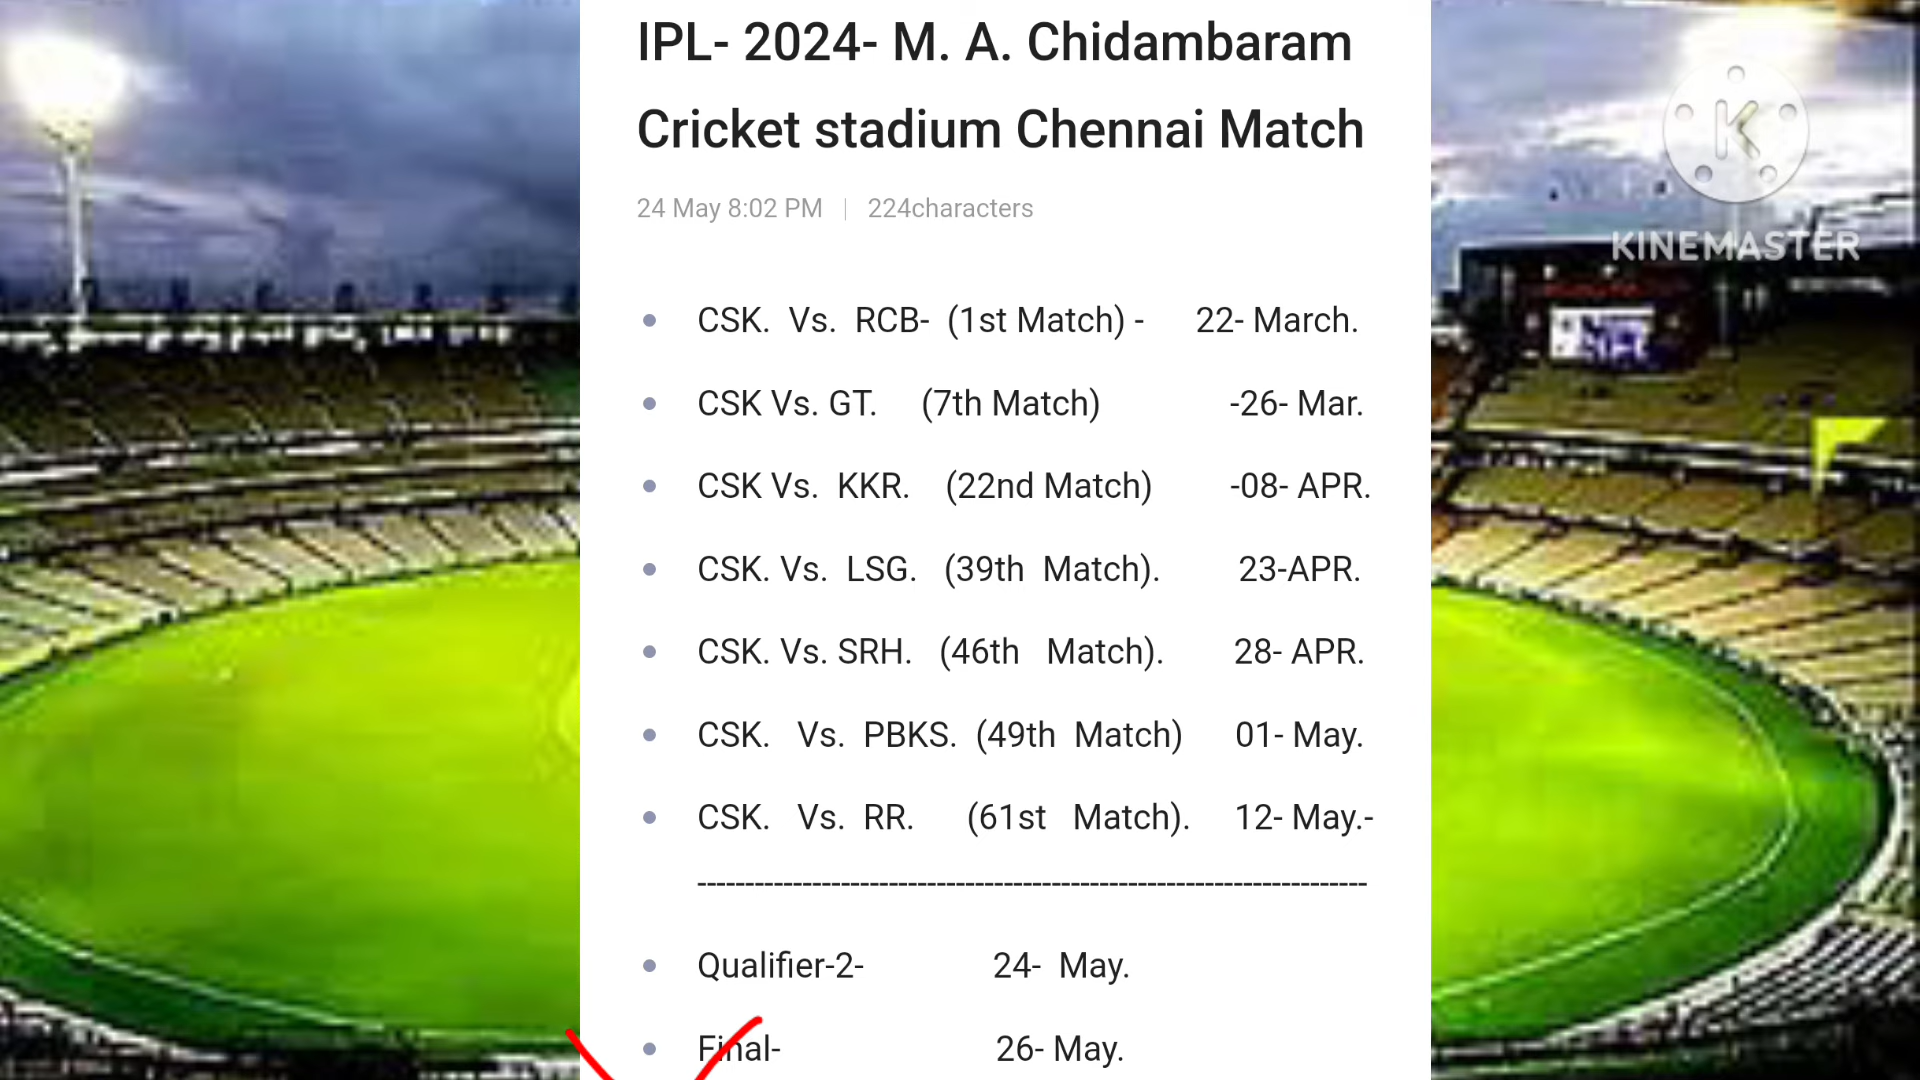 IPL- 2024- M. A. Chidambaram
Cricket stadium Chennai Match
24 May 8:02 PM | 224characters
KINEMASTER
CSK. Vs. RCB- (1st Match) - 22- March.
CSK Vs. GT. (7th Match) -26- Mar.
CSK Vs. KKR. (22nd Match) -08- APR.
CSK. Vs. LSG. (39th Match). 23-APR.
CSK. Vs. SRH. (46th Match). 28- APR.
CSK. Vs. PBKS. (49th Match) 01- May.
CSK. Vs. RR. (61st Match). 12- May.-
----------------------------------------------------------------------
Qualifier-2- 24- May.
Final- 26- May.